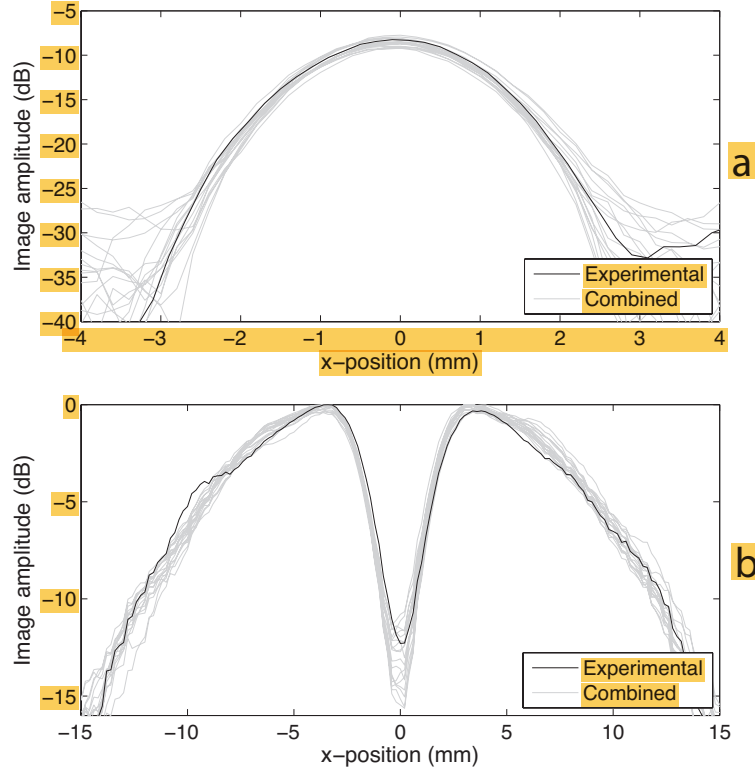 −5
−10
−15
−20
−25
−30
−35
−40
Image amplitude (dB)
a
Experimental
Combined
−4 −3 −2 −1 0 1 2 3 4
x−position (mm)
0
−5
−10
−15
Image amplitude (dB)
b
Experimental
Combined
−15 −10 −5 0 5 10 15
x−position (mm)